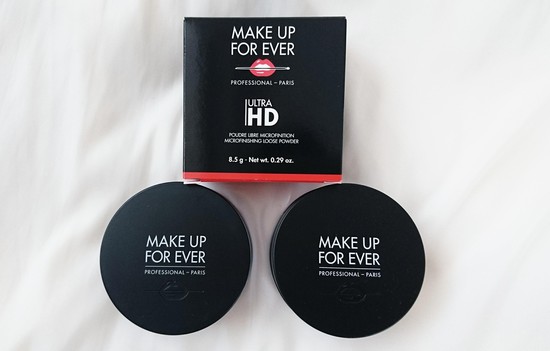 MAKE UP
FOR EVER
PROFESSIONAL – PARIS
ULTRA
HD
POUDRE LIBRE MICROFINITION
MICROFINISHING LOOSE POWDER
8.5 g - Net wt. 0.29 oz.
MAKE UP
FOR EVER
PROFESSIONAL – PARIS
MAKE UP
FOR EVER
PROFESSIONAL – PARIS